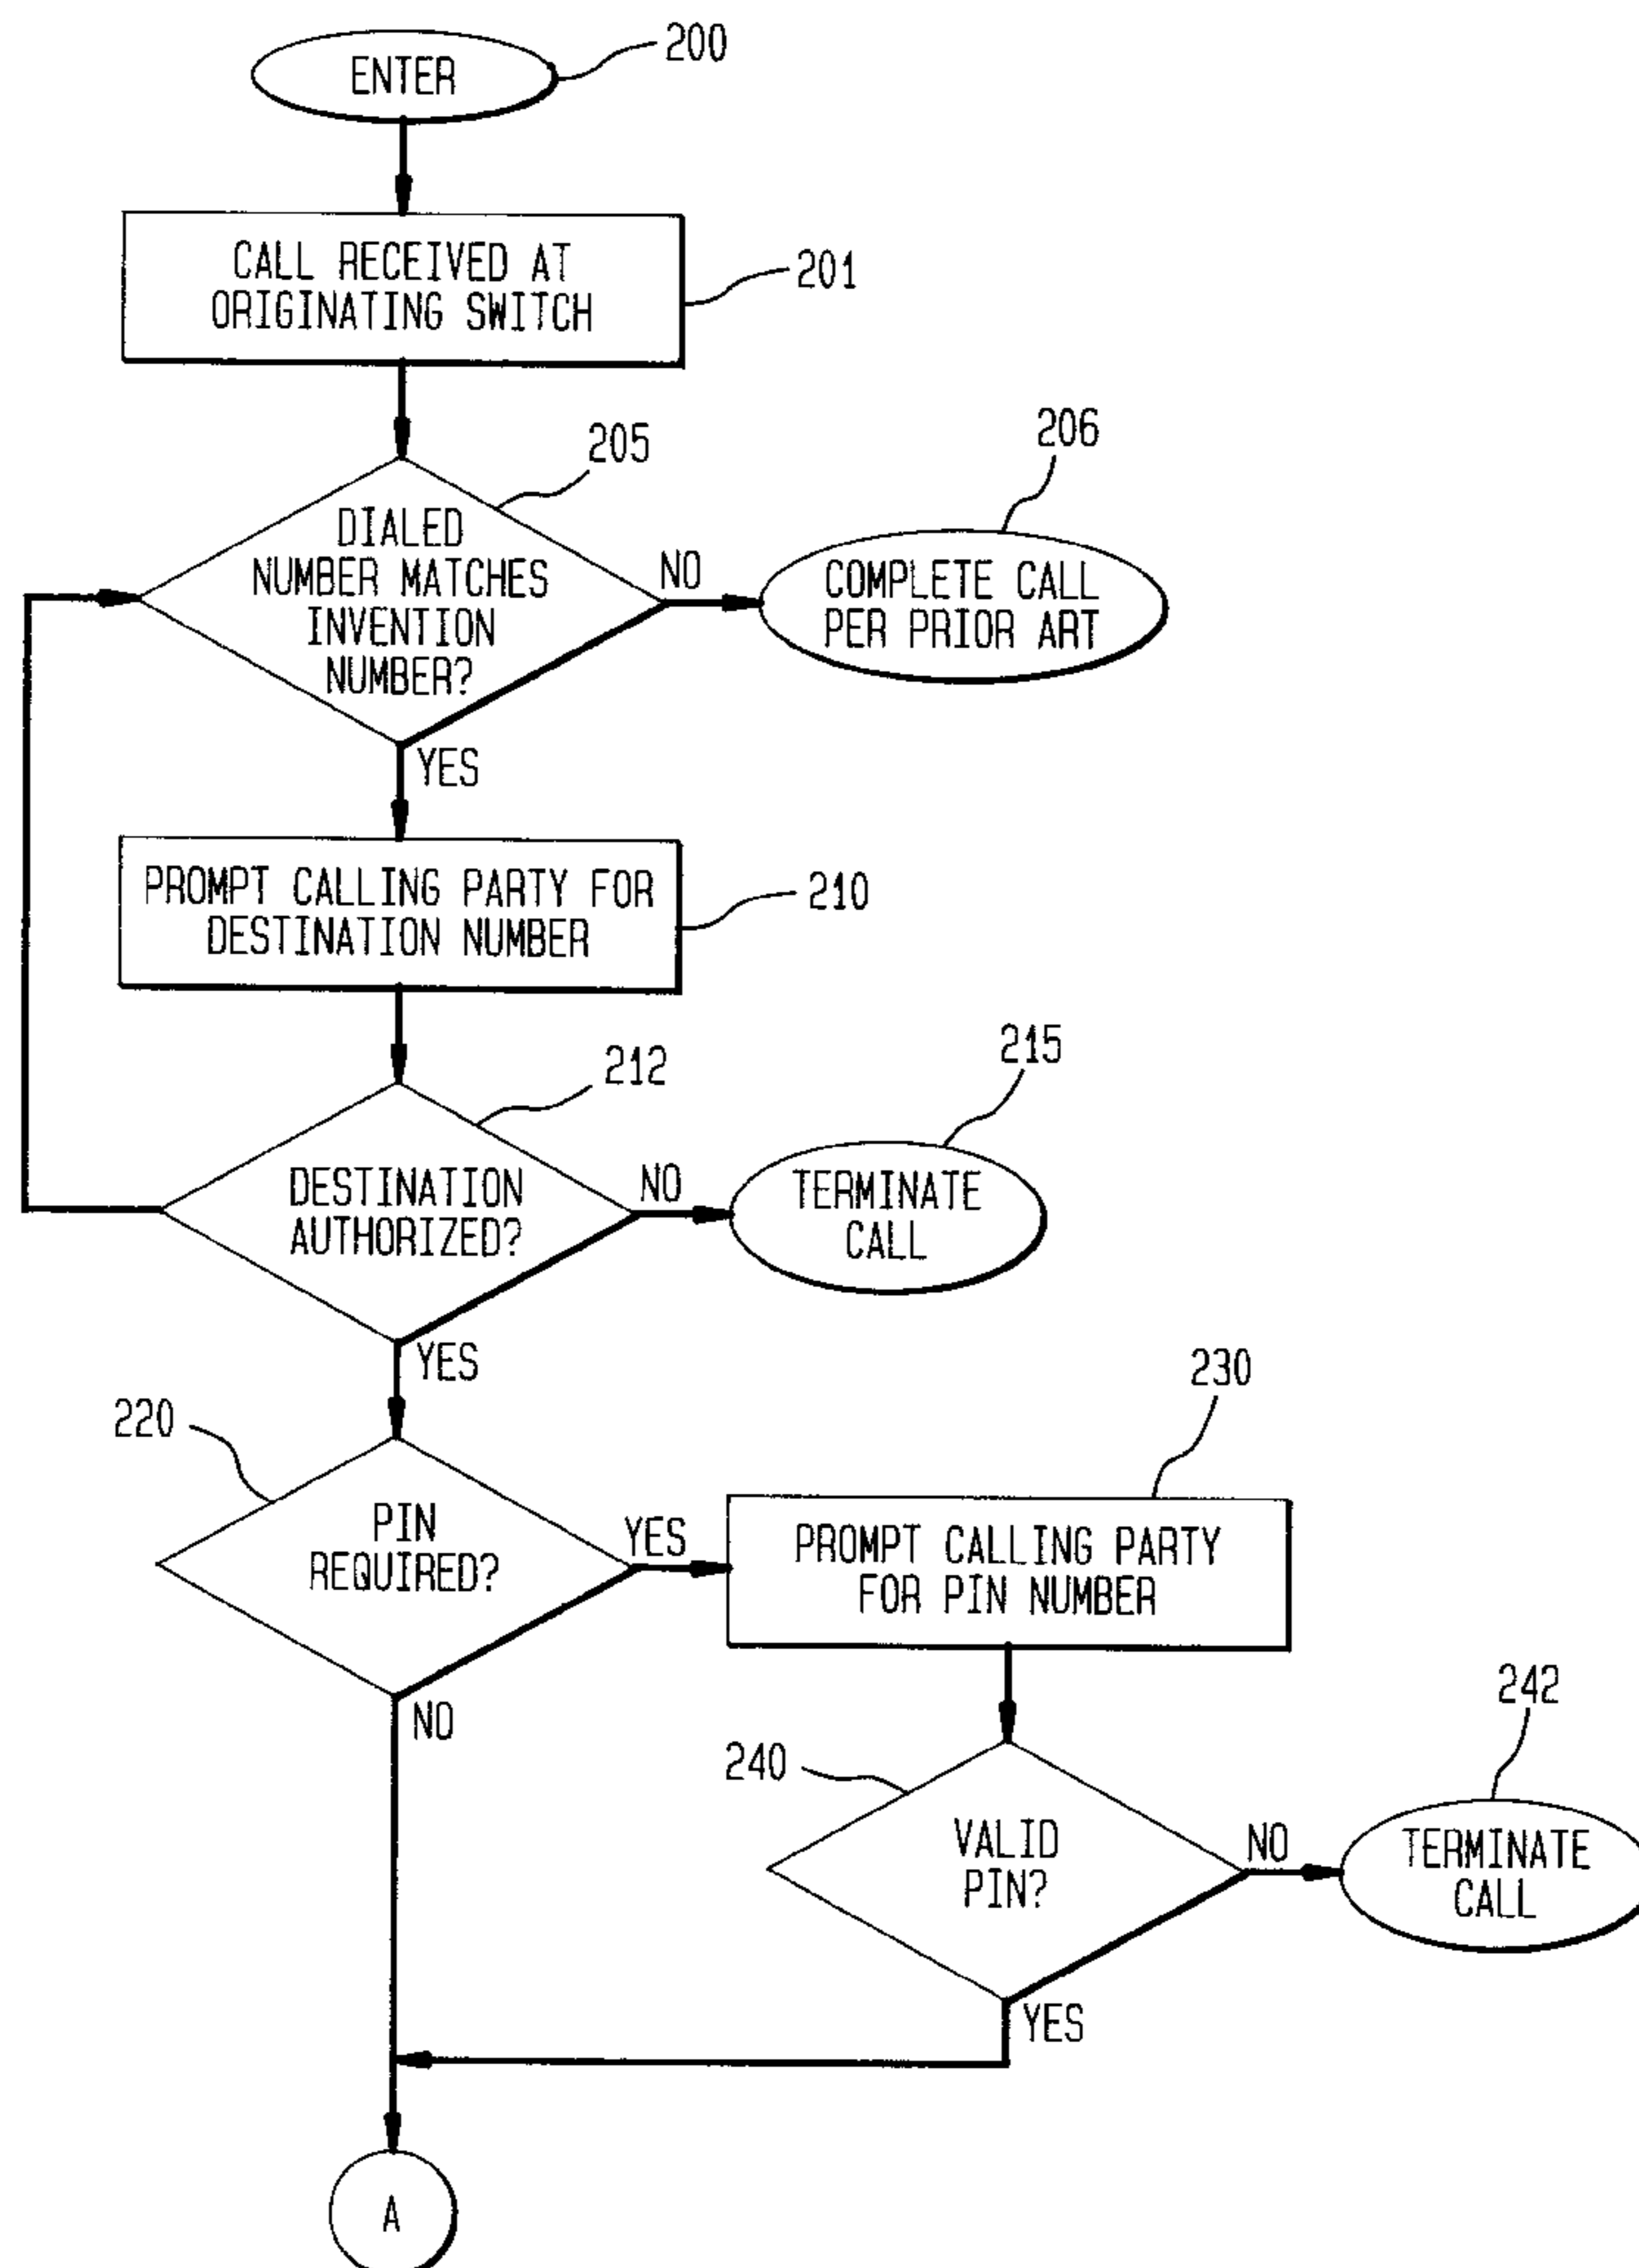 200
ENTER
CALL RECEIVED AT
ORIGINATING SWITCH
201
205
206
DIALED
NUMBER MATCHES
INVENTION
NUMBER?
NO
COMPLETE CALL
PER PRIOR ART
YES
PROMPT CALLING PARTY FOR
DESTINATION NUMBER
210
212
215
DESTINATION
AUTHORIZED?
NO
TERMINATE
CALL
YES
220
230
PIN
REQUIRED?
YES
PROMPT CALLING PARTY
FOR PIN NUMBER
NO
240
242
VALID
PIN?
NO
TERMINATE
CALL
YES
A